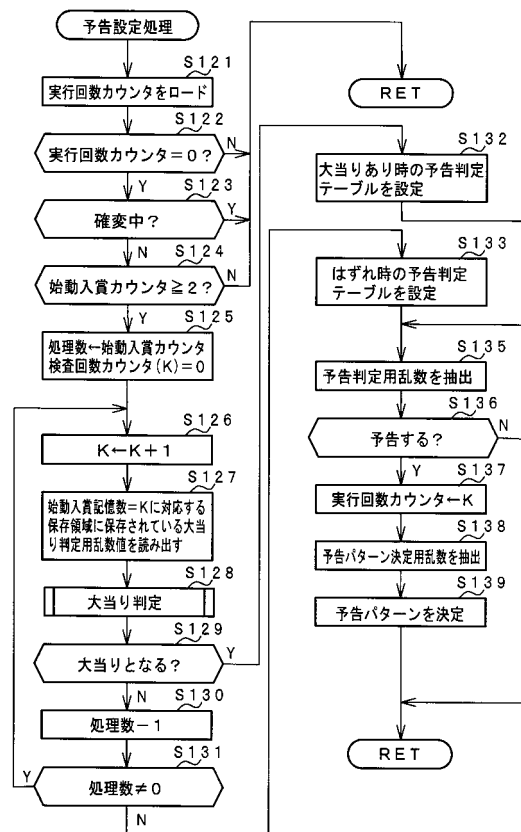 予告設定処理
S121
実行回数カウンタをロード
S122
実行回数カウンタ=0?
N
Y
S123
確変中?
Y
N
S124
始動入賞カウンタ≧2?
N
Y
S125
処理数←始動入賞カウンタ
検査回数カウンタ(K)=0
S126
K←K+1
S127
始動入賞記憶数=Kに対応する
保存領域に保存されている大当
り判定用乱数値を読み出す
S128
大当り判定
S129
大当りとなる?
Y
N
S130
処理数-1
S131
Y
処理数≠0
N
RET
S132
大当りあり時の予告判定
テーブルを設定
S133
はずれ時の予告判定
テーブルを設定
S135
予告判定用乱数を抽出
S136
予告する?
N
Y
S137
実行回数カウンタ←K
S138
予告パターン決定用乱数を抽出
S139
予告パターンを決定
RET